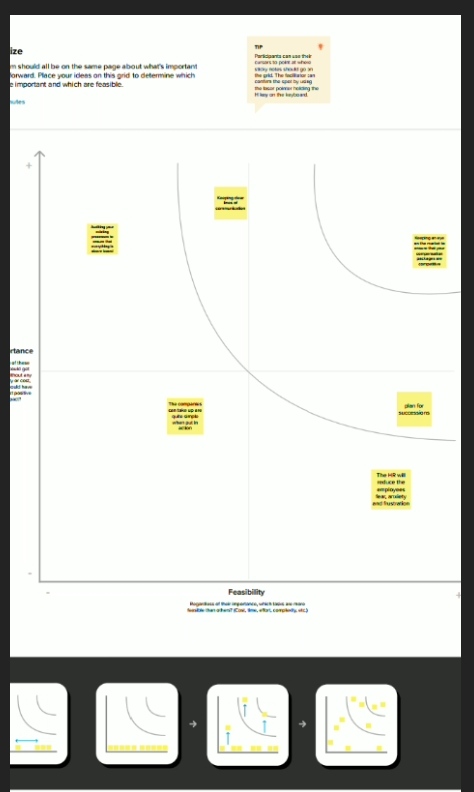 ize
m should all be on the same page about what's important
forward. Place your ideas on this grid to determine which
e important and which are feasible.
nutes
TIP
Participants can use their
cursors to point at where
sticky notes should go on
the grid. The facilitator can
confirm the spot by using
the laser pointer holding the
H key on the keyboard.
+
Keeping clear
lines of
communication
Auditing your
existing
processes to
ensure that
everything is
above board
Keeping an eye
on the market to
ensure that your
compensation
packages are
competitive
rtance
of these
ould get
ithout any
y or cost,
ould have
t positive
pact?
The companies
can take up are
quite simple
when put in
action
plan for
successions
The HR will
reduce the
employees
fear, anxiety
and frustration
-
-
Feasibility
+
Regardless of their importance, which tasks are more
feasible than others? (Cost, time, effort, complexity, etc.)